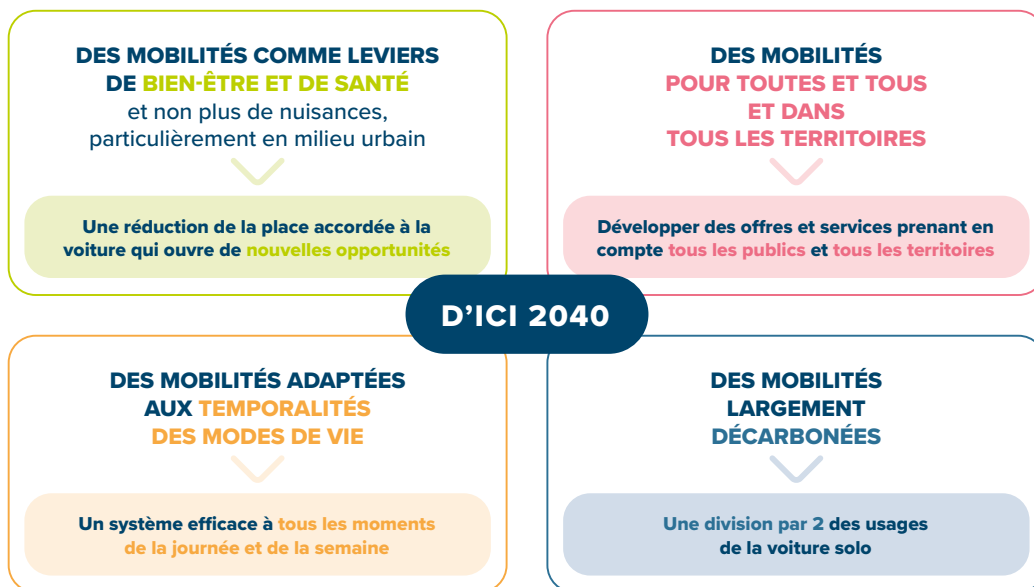 DES MOBILITÉS COMME LEVIERS
DE BIEN-ÊTRE ET DE SANTÉ
et non plus de nuisances,
particulièrement en milieu urbain
Une réduction de la place accordée à la
voiture qui ouvre de nouvelles opportunités
DES MOBILITÉS
POUR TOUTES ET TOUS
ET DANS
TOUS LES TERRITOIRES
Développer des offres et services prenant en
compte tous les publics et tous les territoires
D'ICI 2040
DES MOBILITÉS ADAPTÉES
AUX TEMPORALITÉS
DES MODES DE VIE
Un système efficace à tous les moments
de la journée et de la semaine
DES MOBILITÉS
LARGEMENT
DÉCARBONÉES
Une division par 2 des usages
de la voiture solo